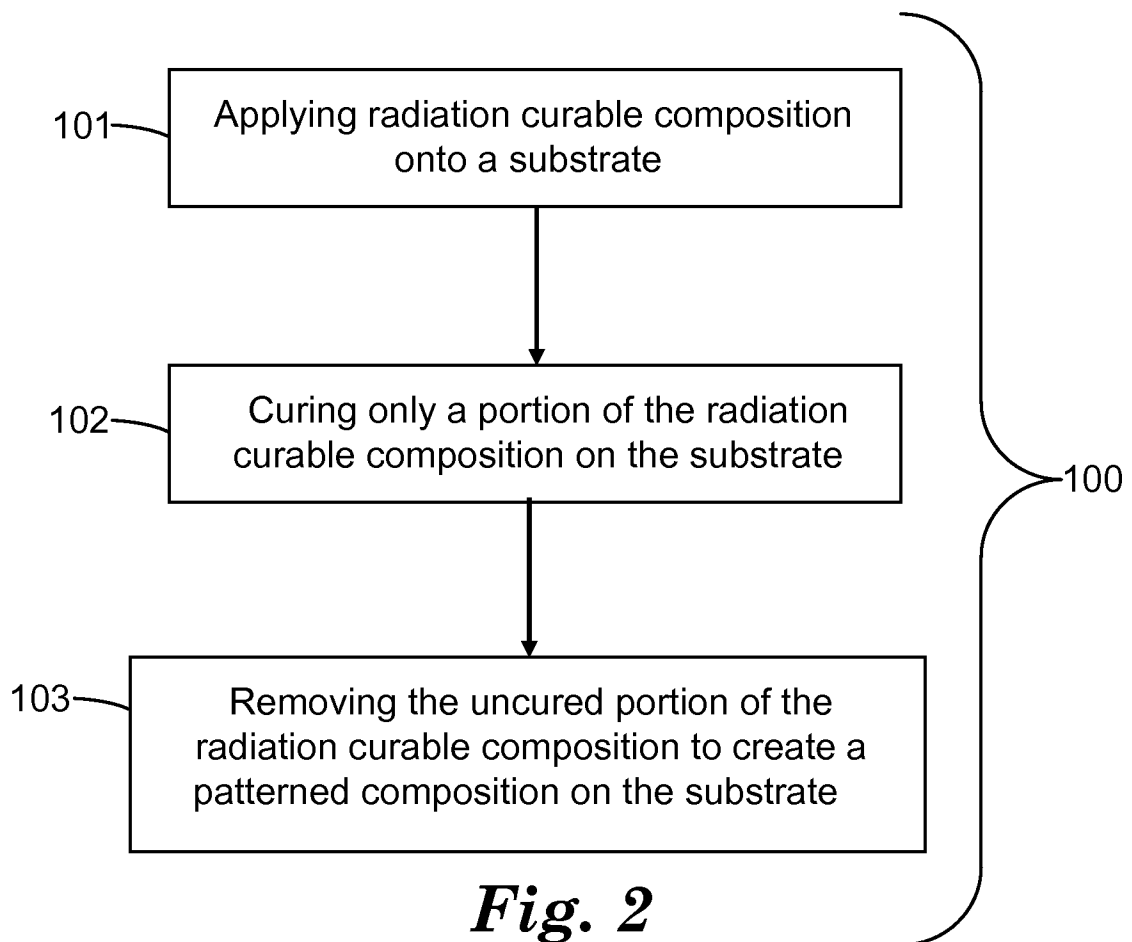 101
Applying radiation curable composition
onto a substrate
102
Curing only a portion of the radiation
curable composition on the substrate
100
103
Removing the uncured portion of the
radiation curable composition to create a
patterned composition on the substrate
Fig. 2